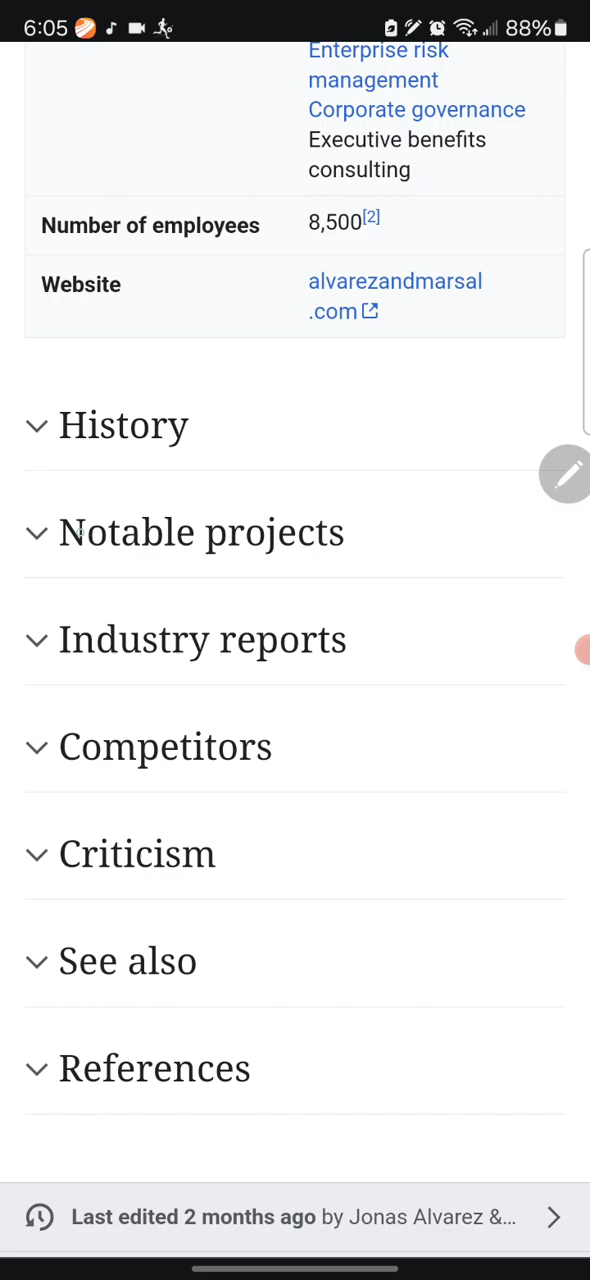 6:05
88%
Enterprise risk
management
Corporate governance
Executive benefits
consulting
Number of employees 8,500[2]
Website alvarezandmarsal
.com
History
Notable projects
Industry reports
Competitors
Criticism
See also
References
Last edited 2 months ago by Jonas Alvarez &...